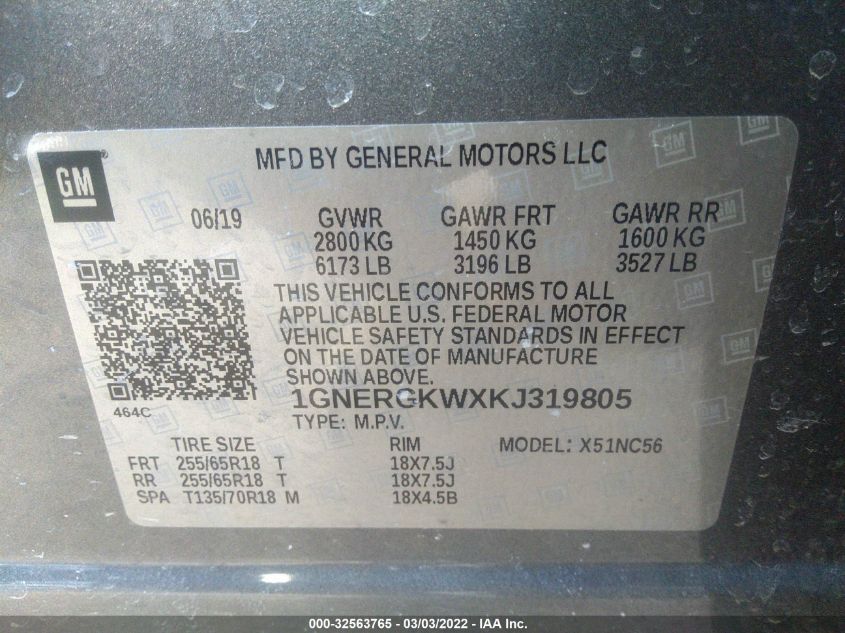 GM
MFD BY GENERAL MOTORS LLC
06/19 GVWR GAWR FRT GAWR RR
2800 KG 1450 KG 1600 KG
6173 LB 3196 LB 3527 LB
THIS VEHICLE CONFORMS TO ALL
APPLICABLE U.S. FEDERAL MOTOR
VEHICLE SAFETY STANDARDS IN EFFECT
ON THE DATE OF MANUFACTURE
SHOWN ABOVE.
464C
1GNERGKWXKJ319805
TYPE: M.P.V.
TIRE SIZE RIM MODEL: X51NC56
FRT 255/65R18 T 18X7.5J
RR 255/65R18 T 18X7.5J
SPA T135/70R18 M 18X4.5B
000-32563765 - 03/03/2022 - IAA Inc.